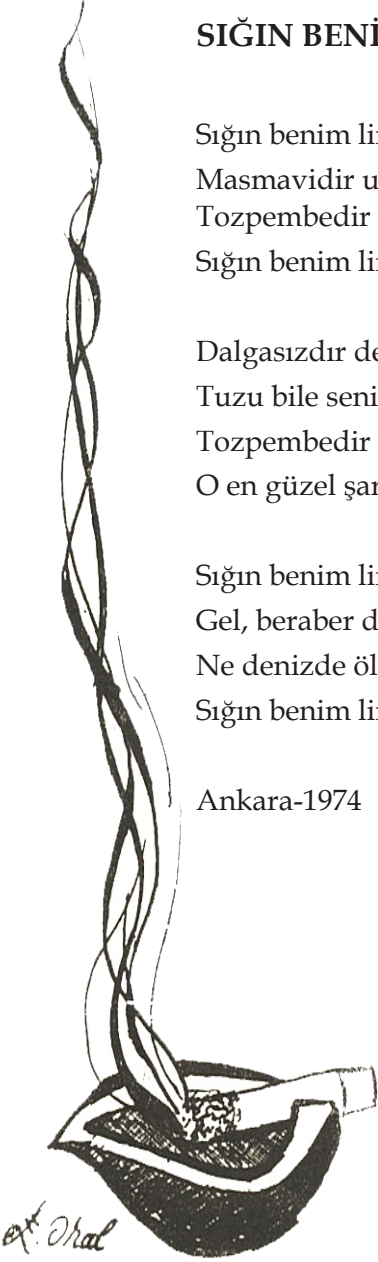 SIĞIN BENİ
Sığın benim li
Masmavidir u
Tozpembedir
Sığın benim li
Dalgasızdır de
Tuzu bile seni
Tozpembedir
O en güzel şar
Sığın benim li
Gel, beraber d
Ne denizde öl
Sığın benim li
Ankara-1974
Oral